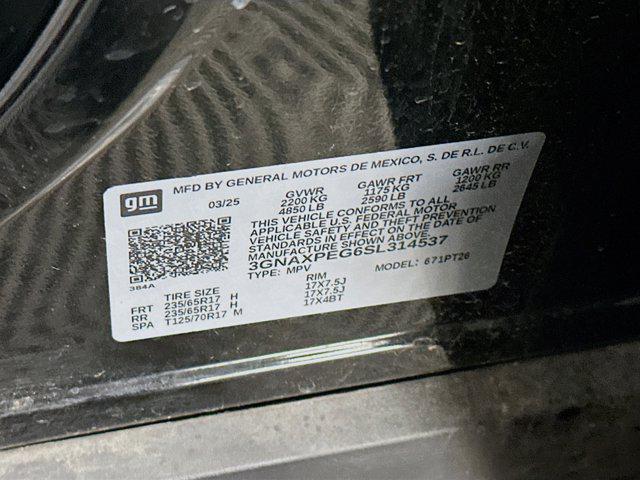 gm
MFD BY GENERAL MOTORS DE MEXICO, S. DE R.L. DE C.V.
03/25 GVWR GAWR FRT GAWR RR
2200 KG 1175 KG 1200 KG
4850 LB 2590 LB 2645 LB
THIS VEHICLE CONFORMS TO ALL
APPLICABLE U.S. FEDERAL MOTOR
VEHICLE SAFETY AND THEFT PREVENTION
STANDARDS IN EFFECT ON THE DATE OF
MANUFACTURE SHOWN ABOVE.
3GNAXPEG6SL314537
TYPE: MPV MODEL: 671PT26
384A
TIRE SIZE RIM
FRT 235/65R17 H 17X7.5J
RR 235/65R17 H 17X7.5J
SPA T125/70R17 M 17X4BT